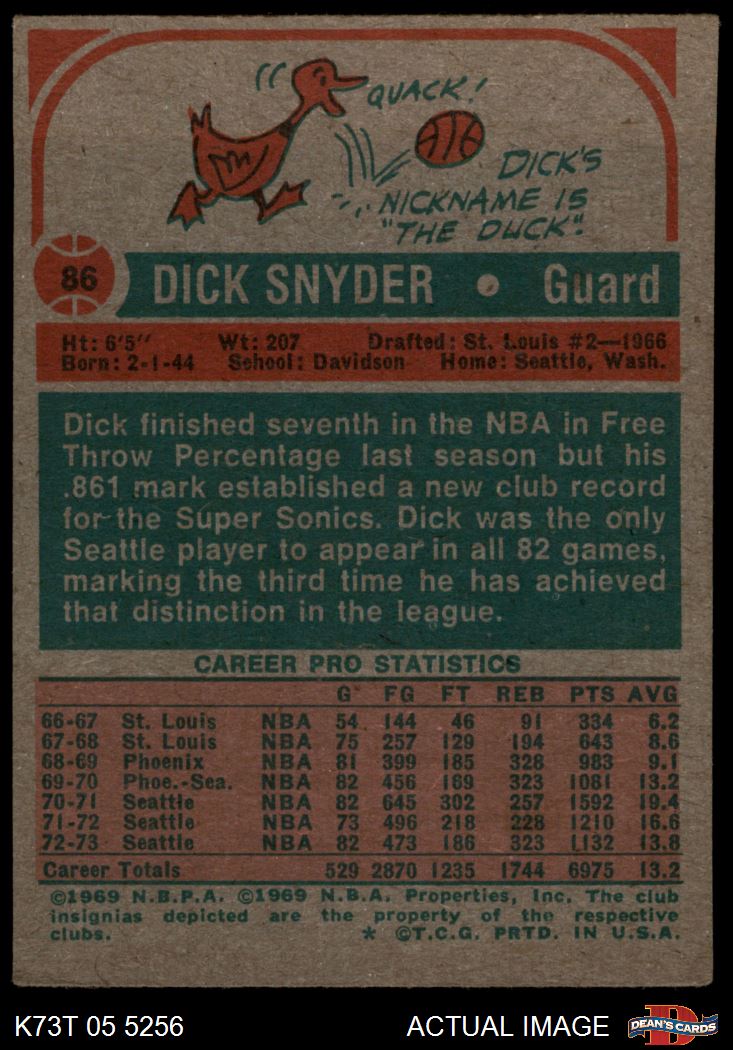 QUACK!
DICK'S
NICKNAME IS
"THE DUCK".
86 DICK SNYDER • Guard
Ht: 6'5" Wt: 207 Drafted: St. Louis #2—1966
Born: 2-1-44 School: Davidson Home: Seattle, Wash.
Dick finished seventh in the NBA in Free
Throw Percentage last season but his
.861 mark established a new club record
for the Super Sonics. Dick was the only
Seattle player to appear in all 82 games,
marking the third time he has achieved
that distinction in the league.
CAREER PRO STATISTICS
G FG FT REB PTS AVG
66-67 St. Louis NBA 54 144 46 91 334 6.2
67-68 St. Louis NBA 75 257 129 194 643 8.6
68-69 Phoenix NBA 81 399 185 328 983 9.1
69-70 Phoe.-Sea. NBA 82 456 169 323 1081 13.2
70-71 Seattle NBA 82 645 302 257 1592 19.4
71-72 Seattle NBA 73 496 218 228 1210 16.6
72-73 Seattle NBA 82 473 186 323 1132 13.8
Career Totals 529 2870 1235 1744 6975 13.2
©1969 N.B.P.A. ©1969 N.B.A. Properties, Inc. The club
insignias depicted are the property of the respective
clubs. * ©T.C.G. PRTD. IN U.S.A.
K73T 05 5256 ACTUAL IMAGE D DEAN'S CARDS